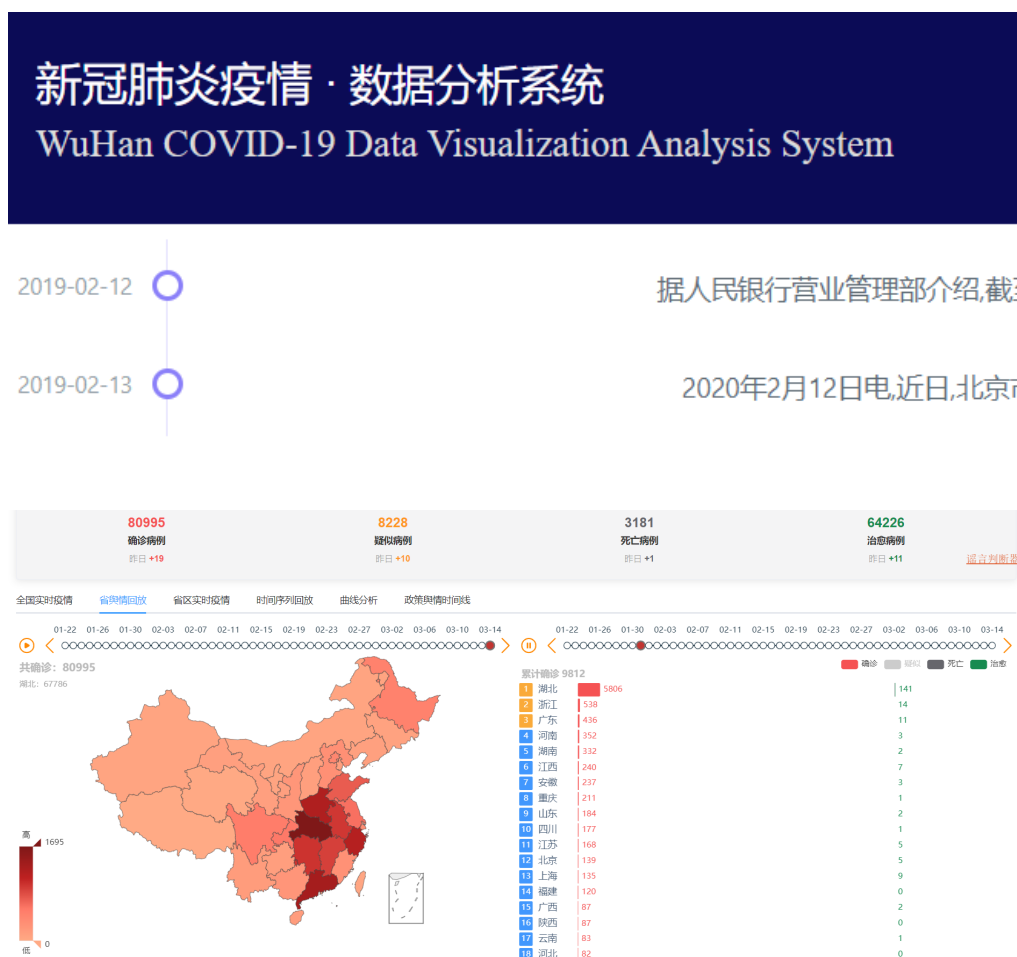 新冠肺炎疫情 · 数据分析系统
WuHan COVID-19 Data Visualization Analysis System
2019-02-12
据人民银行营业管理部介绍,截
2019-02-13
2020年2月12日电,近日,北京
80995 8228 3181 64226
确诊病例 疑似病例 死亡病例 治愈病例
昨日 +19 昨日 +10 昨日 +1 昨日 +11 谣言判断器
全国实时疫情 省舆情回放 省区实时疫情 时间序列回放 曲线分析 政策舆情时间线
01-22 01-26 01-30 02-03 02-07 02-11 02-15 02-19 02-23 02-27 03-02 03-06 03-10 03-14
共确诊：80995
湖北：67786
高
1695
0
低
01-22 01-26 01-30 02-03 02-07 02-11 02-15 02-19 02-23 02-27 03-02 03-06 03-10 03-14
确诊 疑似 死亡 治愈
累计确诊 9812
1 湖北 5806 141
2 浙江 538 14
3 广东 436 11
4 河南 352 3
5 湖南 332 2
6 江西 240 7
7 安徽 237 3
8 重庆 211 1
9 山东 184 2
10 四川 177 1
11 江苏 168 5
12 北京 139 5
13 上海 135 9
14 福建 120 0
15 广西 87 2
16 陕西 87 0
17 云南 83 1
18 河北 82 0